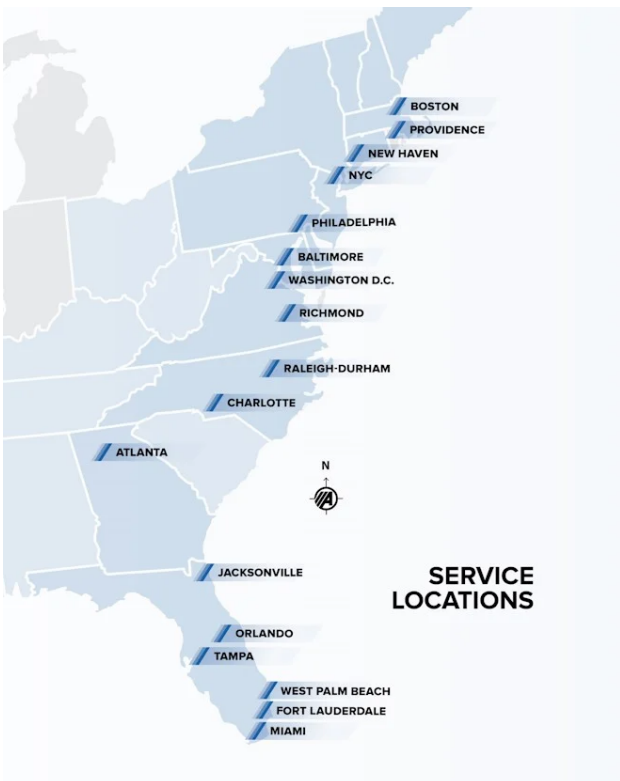 BOSTON
PROVIDENCE
NEW HAVEN
NYC
PHILADELPHIA
BALTIMORE
WASHINGTON D.C.
RICHMOND
RALEIGH-DURHAM
CHARLOTTE
ATLANTA
N
A
JACKSONVILLE
SERVICE
LOCATIONS
ORLANDO
TAMPA
WEST PALM BEACH
FORT LAUDERDALE
MIAMI